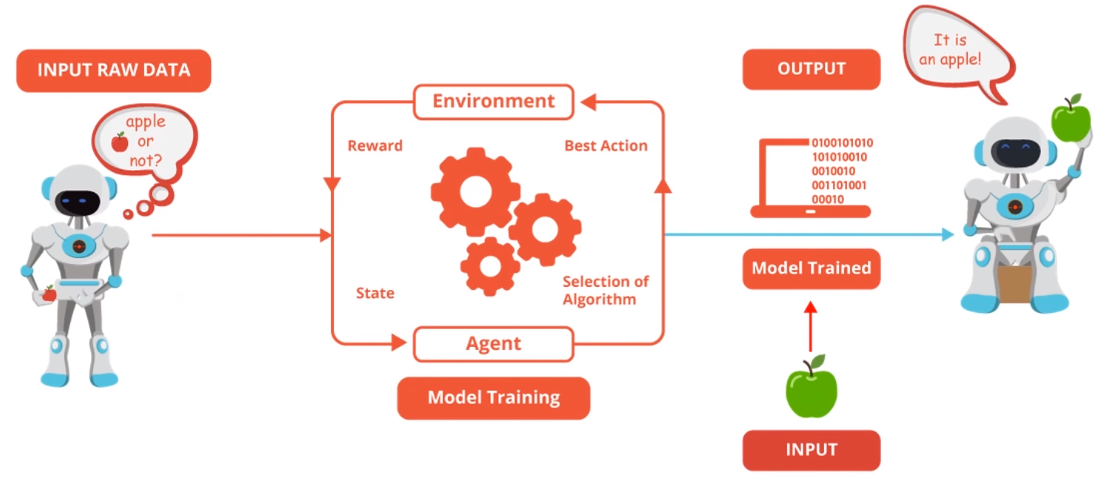 INPUT RAW DATA
apple
or
not?
Environment
Reward
Best Action
State
Selection of
Algorithm
Agent
Model Training
OUTPUT
0100101010
101010010
0010010
001101001
00010
Model Trained
INPUT
It is
an apple!